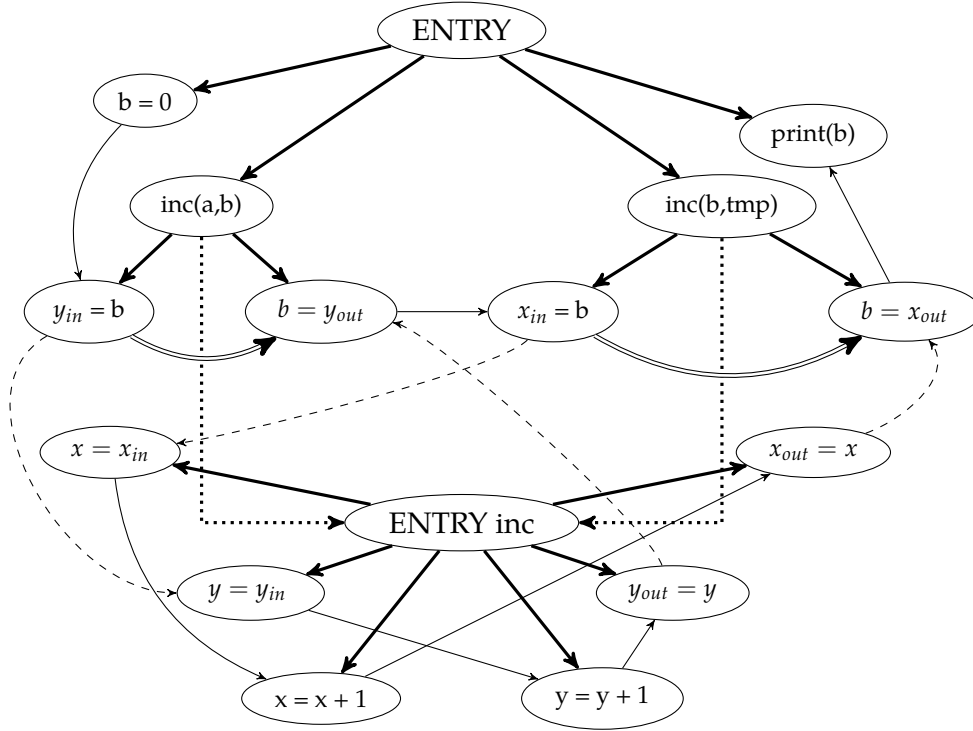 ENTRY
b = 0
print(b)
inc(a,b)
inc(b,tmp)
y_in = b
b = y_out
x_in = b
b = x_out
x = x_in
x_out = x
ENTRY inc
y = y_in
y_out = y
x = x + 1
y = y + 1